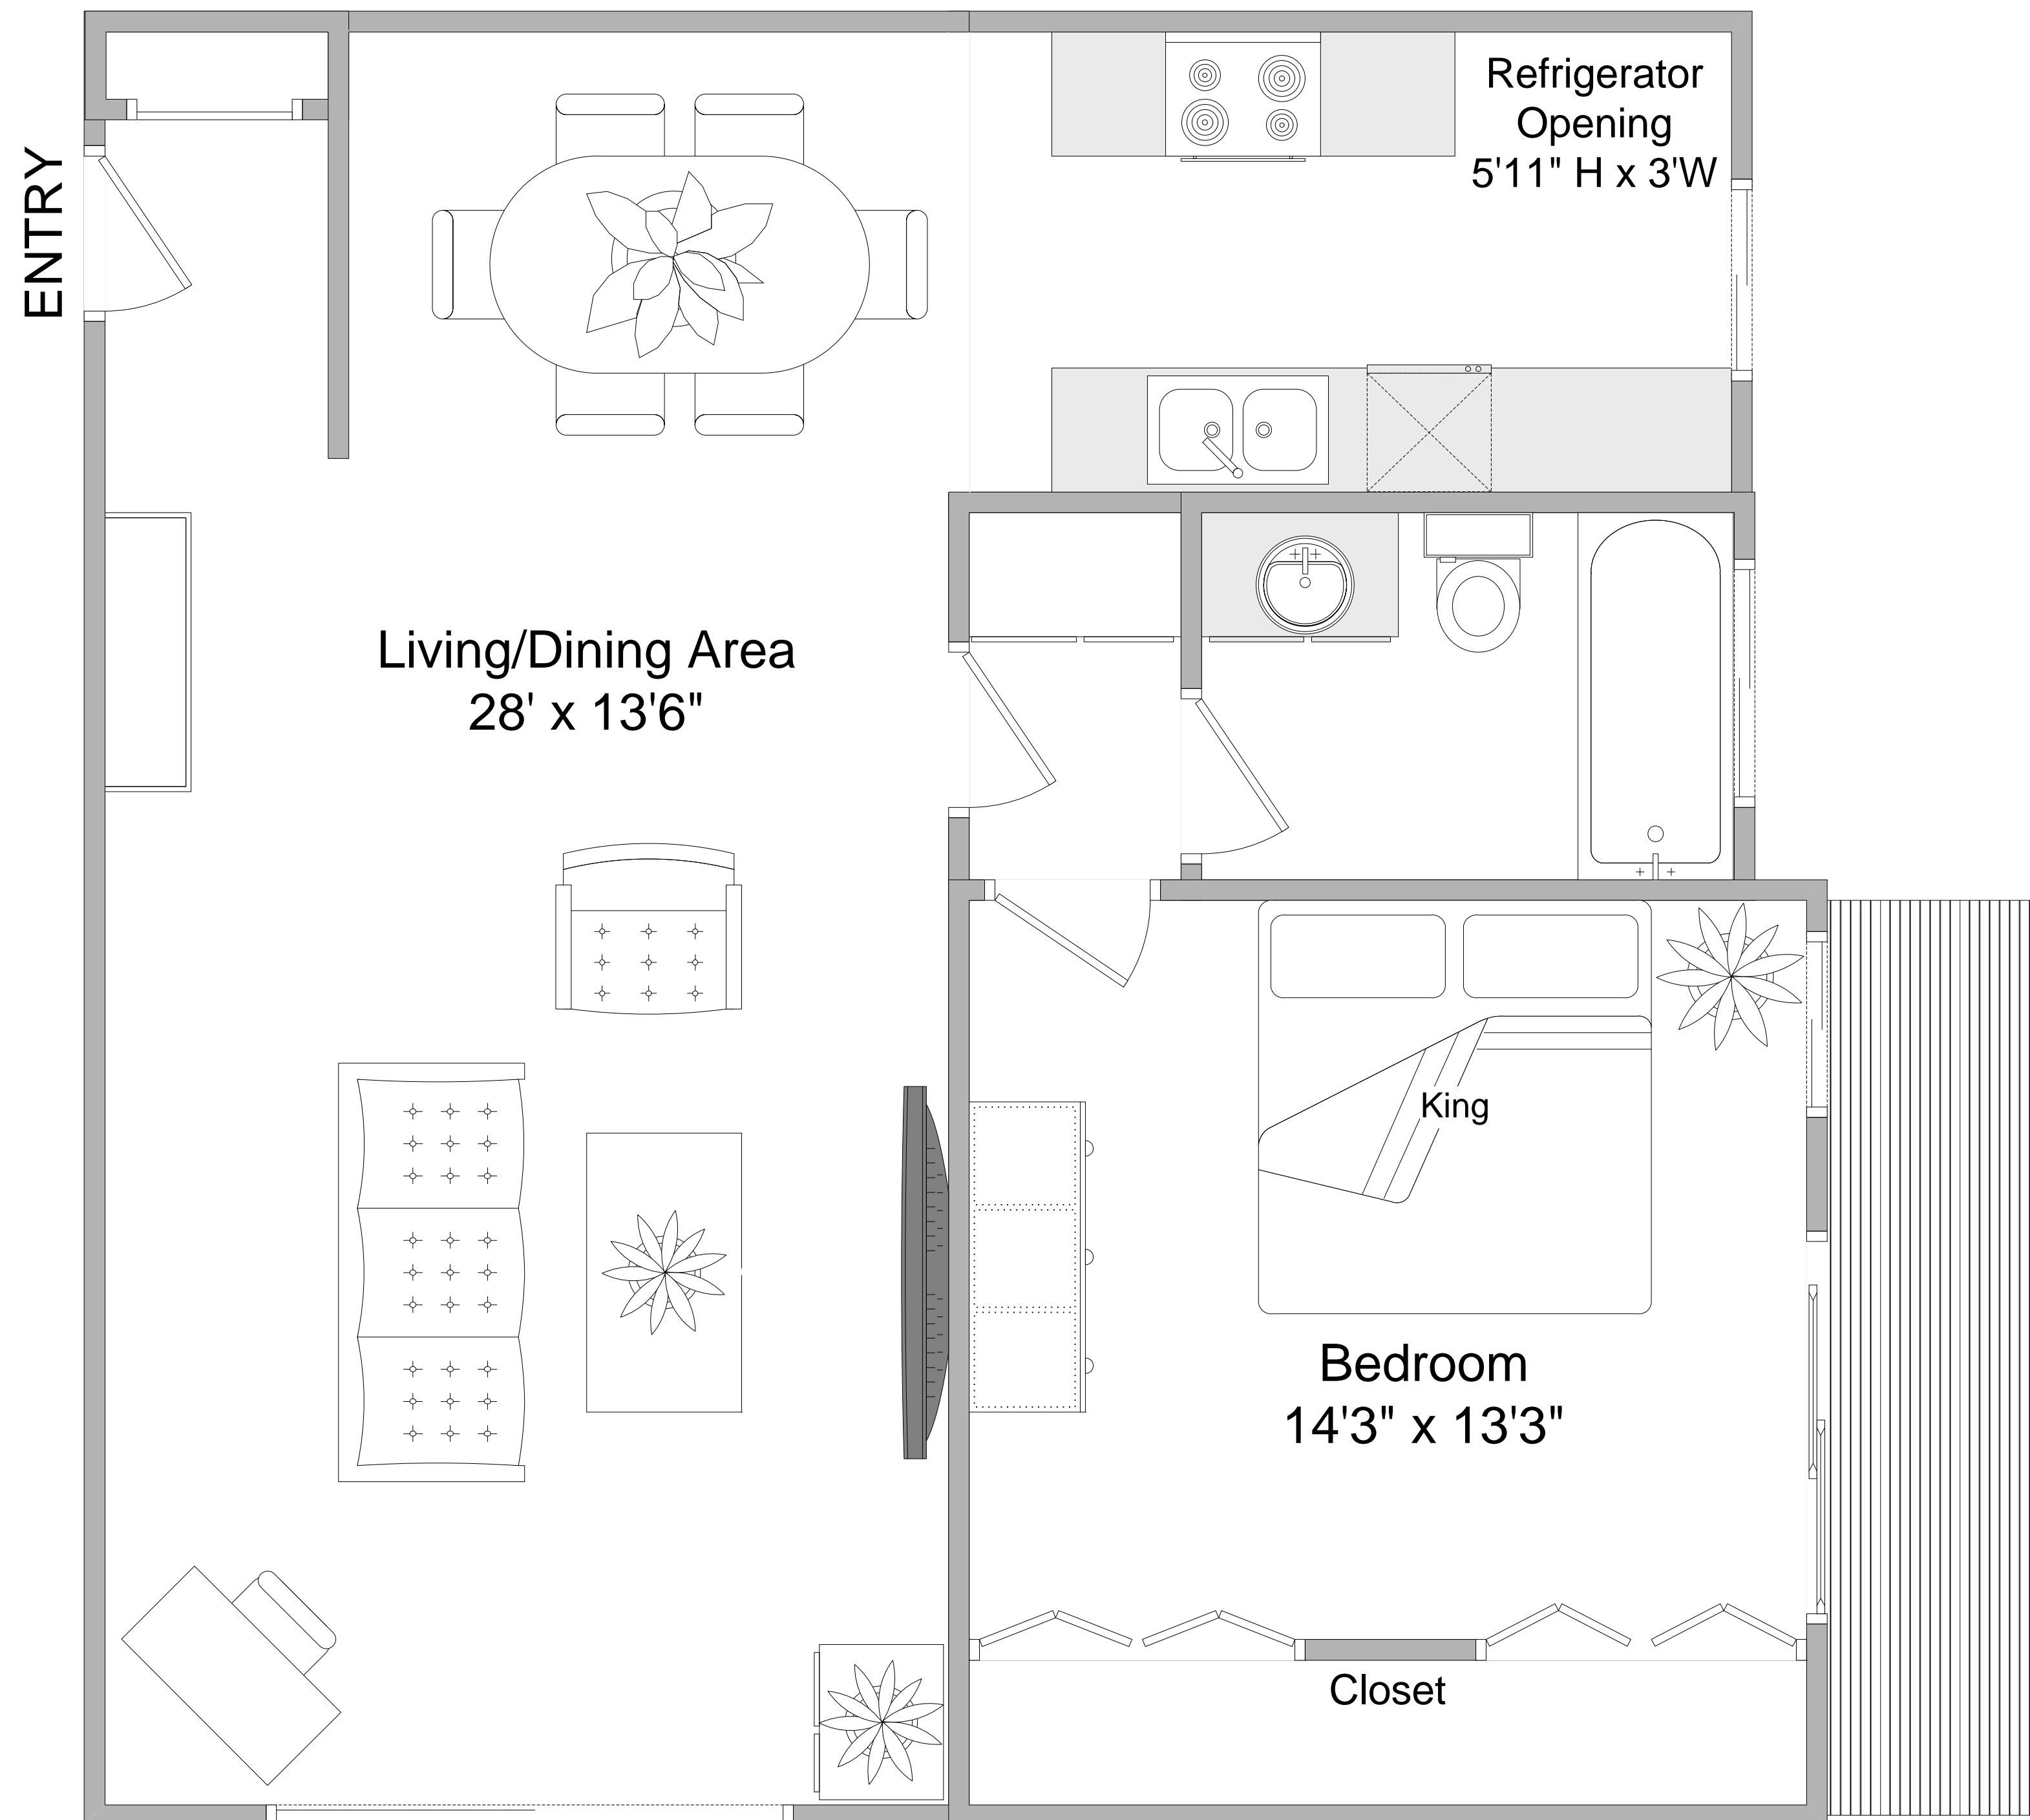 ENTRY
Refrigerator
Opening
5'11" H x 3'W
Living/Dining Area
28' x 13'6"
King
Bedroom
14'3" x 13'3"
Closet